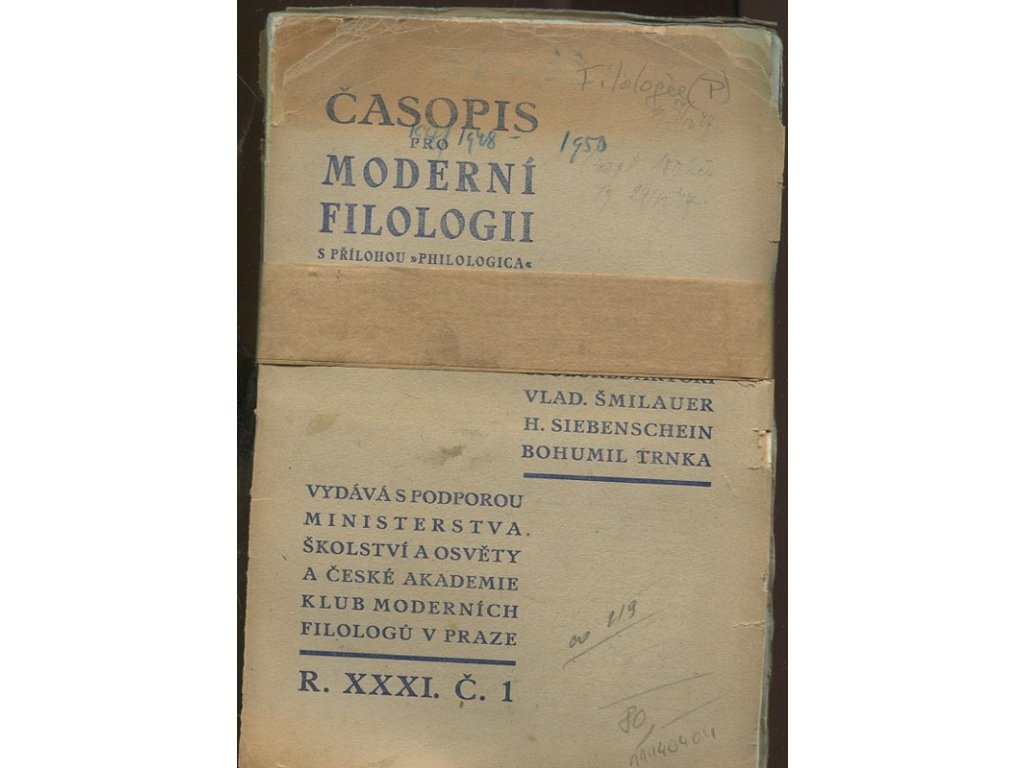 ČASOPIS
PRO
MODERNÍ
FILOLOGII
S PŘÍLOHOU »PHILOLOGICA«
Filologie (P)
1948 – 1950
VLAD. ŠMILAUER
H. SIEBENSCHEIN
BOHUMIL TRNKA
VYDÁVÁ S PODPOROU
MINISTERSTVA
ŠKOLSTVÍ A OSVĚTY
A ČESKÉ AKADEMIE
KLUB MODERNÍCH
FILOLOGŮ V PRAZE
R. XXXI. Č. 1
80